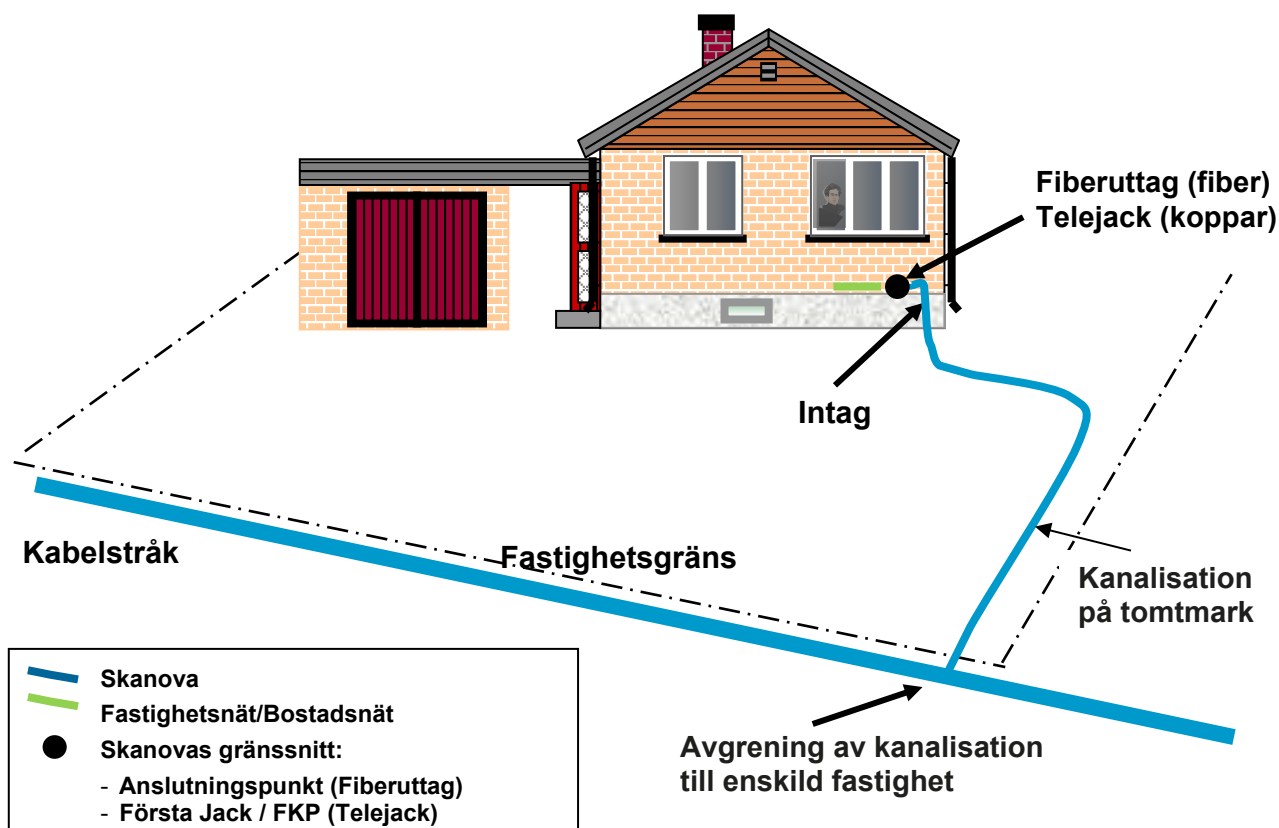 Fiberuttag (fiber)
Telejack (koppar)
Intag
Kabelstråk
Fastighetsgräns
Kanalisation
på tomtmark
Avgrening av kanalisation
till enskild fastighet
Skanova
Fastighetsnät/Bostadsnät
Skanovas gränssnitt:
- Anslutningspunkt (Fiberuttag)
- Första Jack / FKP (Telejack)